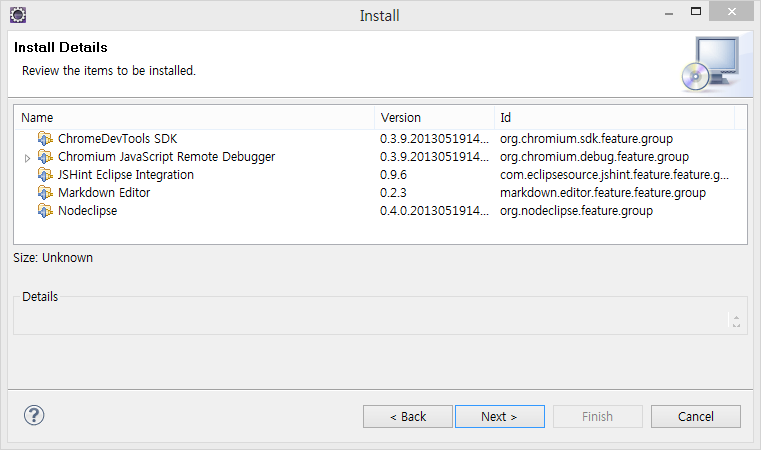 Install
Install Details
Review the items to be installed.
Name Version Id
ChromeDevTools SDK 0.3.9.2013051914... org.chromium.sdk.feature.group
Chromium JavaScript Remote Debugger 0.3.9.2013051914... org.chromium.debug.feature.group
JSHint Eclipse Integration 0.9.6 com.eclipsesource.jshint.feature.feature.g...
Markdown Editor 0.2.3 markdown.editor.feature.feature.group
Nodeclipse 0.4.0.2013051914... org.nodeclipse.feature.group
Size: Unknown
Details
? < Back Next > Finish Cancel